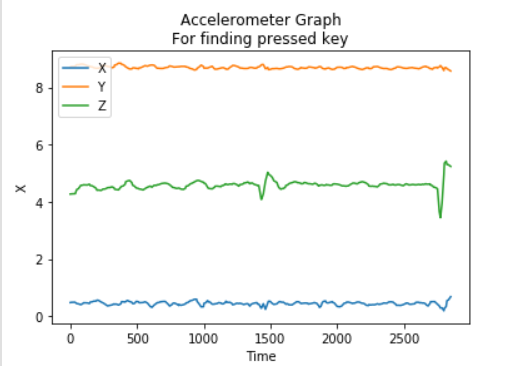 Accelerometer Graph
For finding pressed key
X
Y
Z
8
6
4
2
0
X
0 500 1000 1500 2000 2500
Time